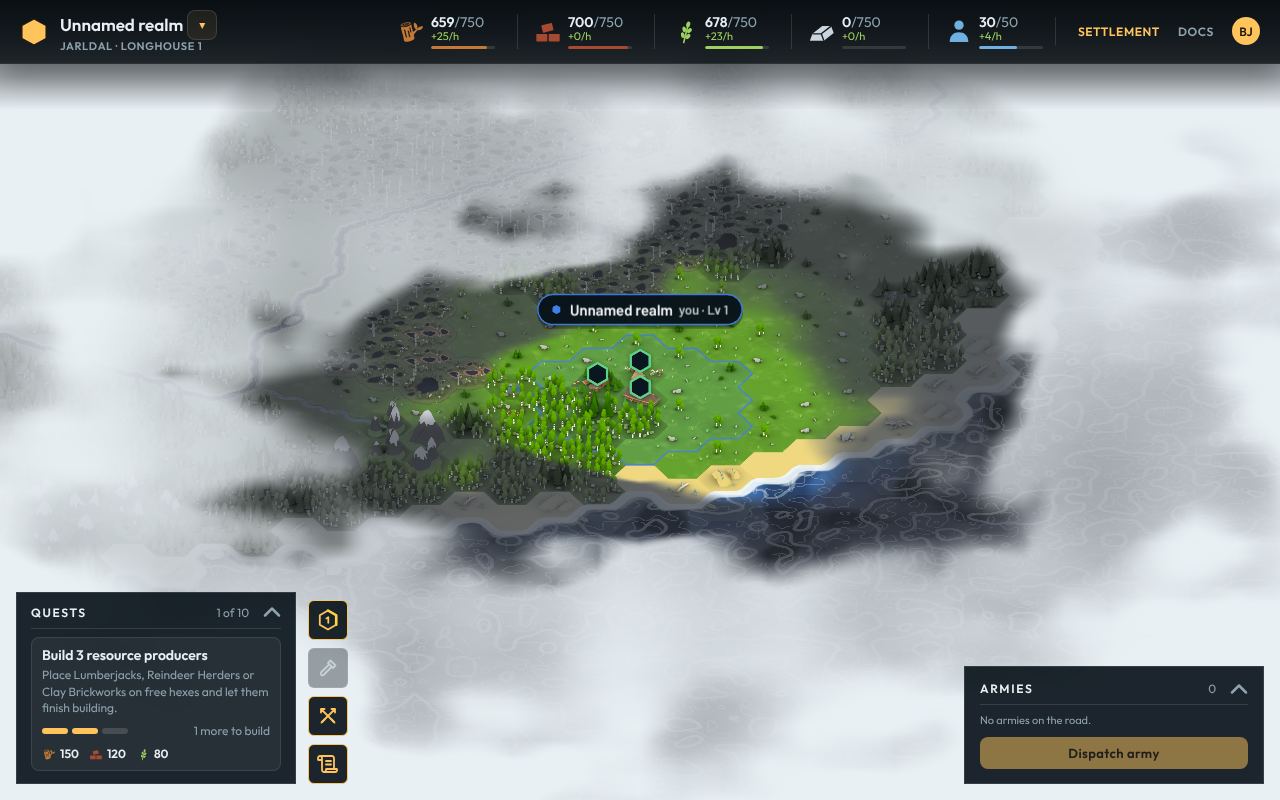 Unnamed realm
JARLDAL · LONGHOUSE 1
659/750
+25/h
700/750
+0/h
678/750
+23/h
0/750
+0/h
30/50
+4/h
SETTLEMENT
DOCS
BJ
Unnamed realm you · Lv 1
QUESTS
1 of 10
Build 3 resource producers
Place Lumberjacks, Reindeer Herders or
Clay Brickworks on free hexes and let them
finish building.
1 more to build
150 120 80
1
ARMIES
0
No armies on the road.
Dispatch army